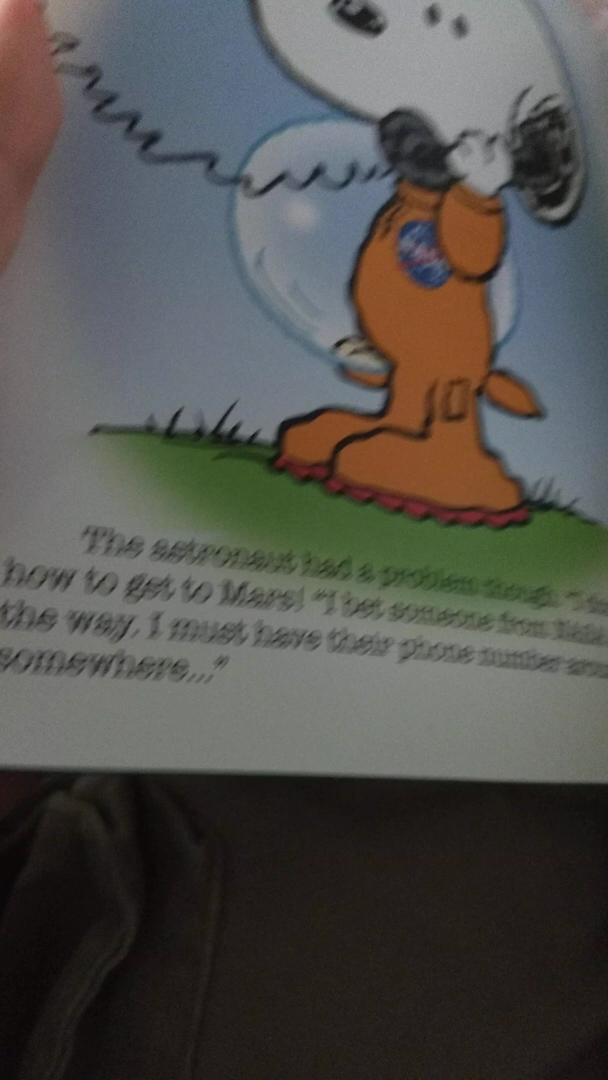 NASA
The astronaut had a problem though. "I
how to get to Mars! "I bet someone from
the way. I must have their phone number
somewhere..."